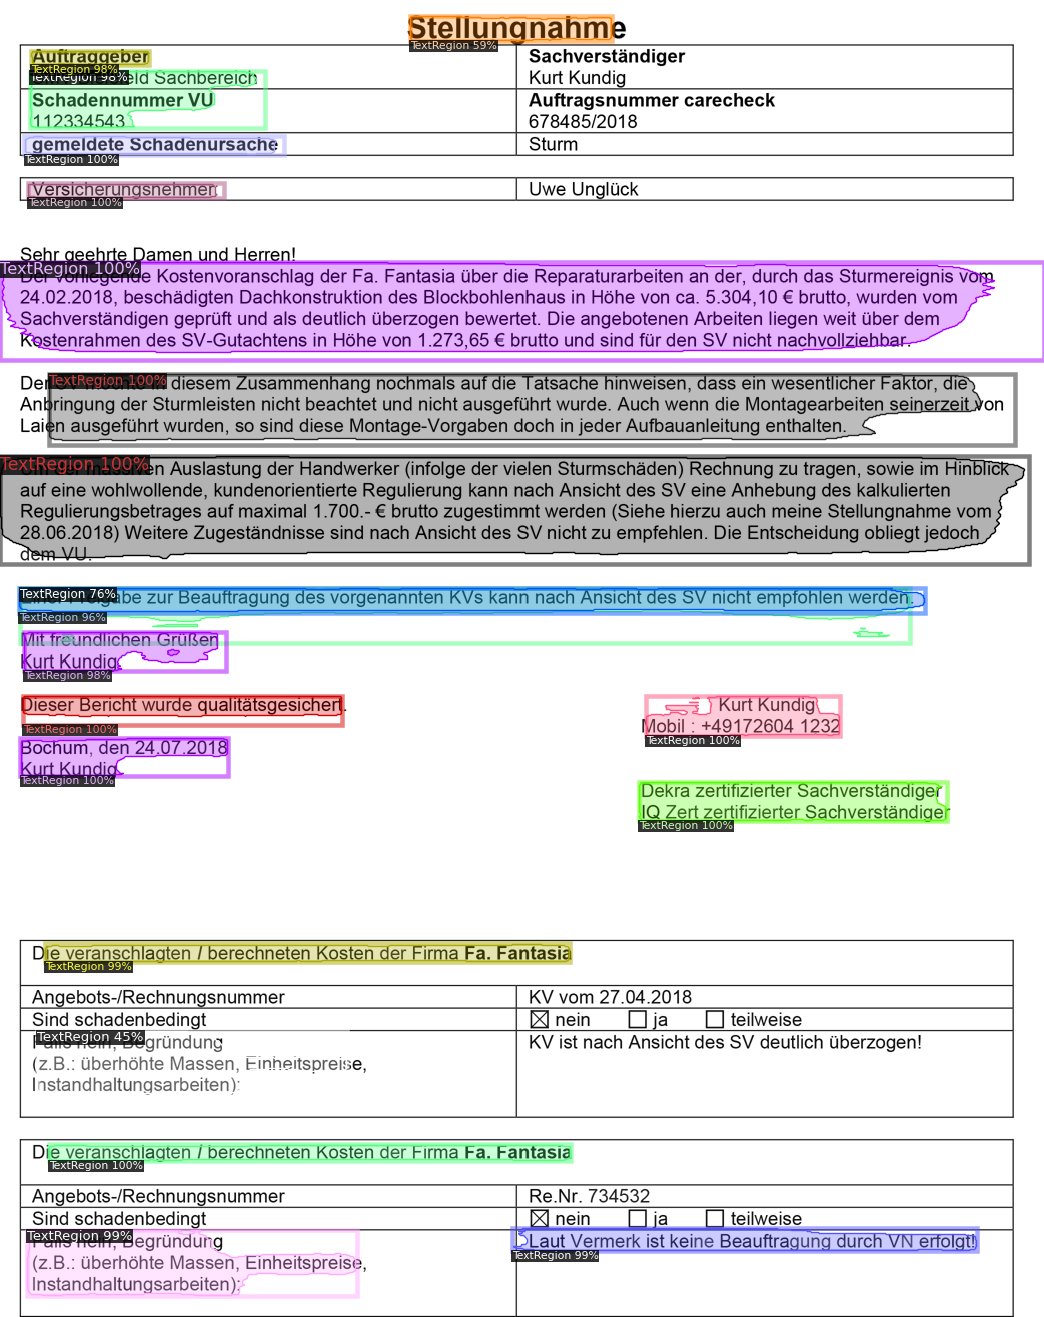 Stellungnahme
TextRegion 59%
Auftraggeber
Sachverständiger
TextRegion 98%
TextRegion 98%
eld Sachbereich
Kurt Kundig
Schadennummer VU
Auftragsnummer carecheck
112334543
678485/2018
gemeldete Schadenursache
Sturm
TextRegion 100%
Versicherungsnehmer
Uwe Unglück
TextRegion 100%
Sehr geehrte Damen und Herren!
TextRegion 100%
Der vorliegende Kostenvoranschlag der Fa. Fantasia über die Reparaturarbeiten an der, durch das Sturmereignis vom
24.02.2018, beschädigten Dachkonstruktion des Blockbohlenhaus in Höhe von ca. 5.304,10 € brutto, wurden vom
Sachverständigen geprüft und als deutlich überzogen bewertet. Die angebotenen Arbeiten liegen weit über dem
Kostenrahmen des SV-Gutachtens in Höhe von 1.273,65 € brutto und sind für den SV nicht nachvollziehbar.
TextRegion 100%
Der diesem Zusammenhang nochmals auf die Tatsache hinweisen, dass ein wesentlicher Faktor, die
Anbringung der Sturmleisten nicht beachtet und nicht ausgeführt wurde. Auch wenn die Montagearbeiten seinerzeit von
Laien ausgeführt wurden, so sind diese Montage-Vorgaben doch in jeder Aufbauanleitung enthalten.
TextRegion 100%
en Auslastung der Handwerker (infolge der vielen Sturmschäden) Rechnung zu tragen, sowie im Hinblick
auf eine wohlwollende, kundenorientierte Regulierung kann nach Ansicht des SV eine Anhebung des kalkulierten
Regulierungsbetrages auf maximal 1.700.- € brutto zugestimmt werden (Siehe hierzu auch meine Stellungnahme vom
28.06.2018) Weitere Zugeständnisse sind nach Ansicht des SV nicht zu empfehlen. Die Entscheidung obliegt jedoch
dem VU.
TextRegion 76%
Eine Freigabe zur Beauftragung des vorgenannten KVs kann nach Ansicht des SV nicht empfohlen werden.
TextRegion 96%
Mit freundlichen Grüßen
Kurt Kundig
TextRegion 98%
Dieser Bericht wurde qualitätsgesichert.
Kurt Kundig
TextRegion 100%
Mobil : +49172604 1232
TextRegion 100%
Bochum, den 24.07.2018
Kurt Kundig
TextRegion 100%
Dekra zertifizierter Sachverständiger
IQ Zert zertifizierter Sachverständiger
TextRegion 100%
Die veranschlagten / berechneten Kosten der Firma Fa. Fantasia
TextRegion 99%
Angebots-/Rechnungsnummer
KV vom 27.04.2018
Sind schadenbedingt
☒ nein ☐ ja ☐ teilweise
TextRegion 45%
Falls nein, Begründung
KV ist nach Ansicht des SV deutlich überzogen!
(z.B.: überhöhte Massen, Einheitspreise,
Instandhaltungsarbeiten):
Die veranschlagten / berechneten Kosten der Firma Fa. Fantasia
TextRegion 100%
Angebots-/Rechnungsnummer
Re.Nr. 734532
Sind schadenbedingt
☒ nein ☐ ja ☐ teilweise
TextRegion 99%
Falls nein, Begründung
Laut Vermerk ist keine Beauftragung durch VN erfolgt!
TextRegion 99%
(z.B.: überhöhte Massen, Einheitspreise,
Instandhaltungsarbeiten):